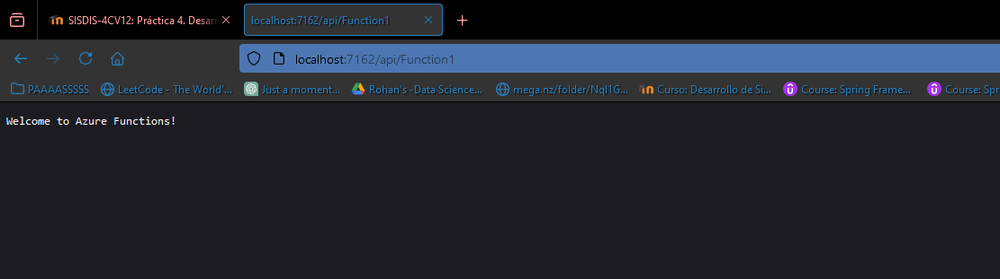 SISDIS-4CV12: Práctica 4. Desarr
localhost:7162/api/Function1
localhost:7162/api/Function1
PAAAASSSSS
LeetCode - The World'...
Just a moment...
Rohan's -Data Science...
mega.nz/folder/Nql1G...
Curso: Desarrollo de Si...
Course: Spring Frame...
Course: Spr
Welcome to Azure Functions!